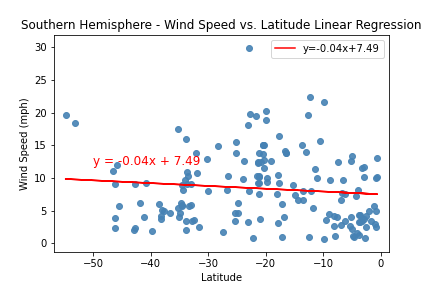 Southern Hemisphere - Wind Speed vs. Latitude Linear Regression
y=-0.04x+7.49
y = -0.04x + 7.49
Wind Speed (mph)
30
25
20
15
10
5
0
−50
−40
−30
−20
−10
0
Latitude